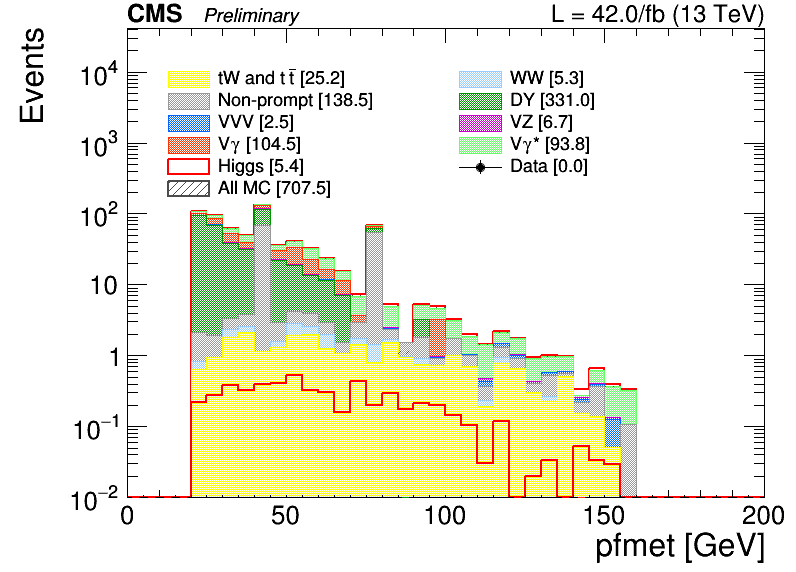 CMS Preliminary L = 42.0/fb (13 TeV)
Events
tW and tt̄ [25.2]
Non-prompt [138.5]
VVV [2.5]
Vγ [104.5]
Higgs [5.4]
All MC [707.5]
WW [5.3]
DY [331.0]
VZ [6.7]
Vγ* [93.8]
Data [0.0]
10⁴
10³
10²
10
1
10⁻¹
10⁻²
0 50 100 150 200
pfmet [GeV]